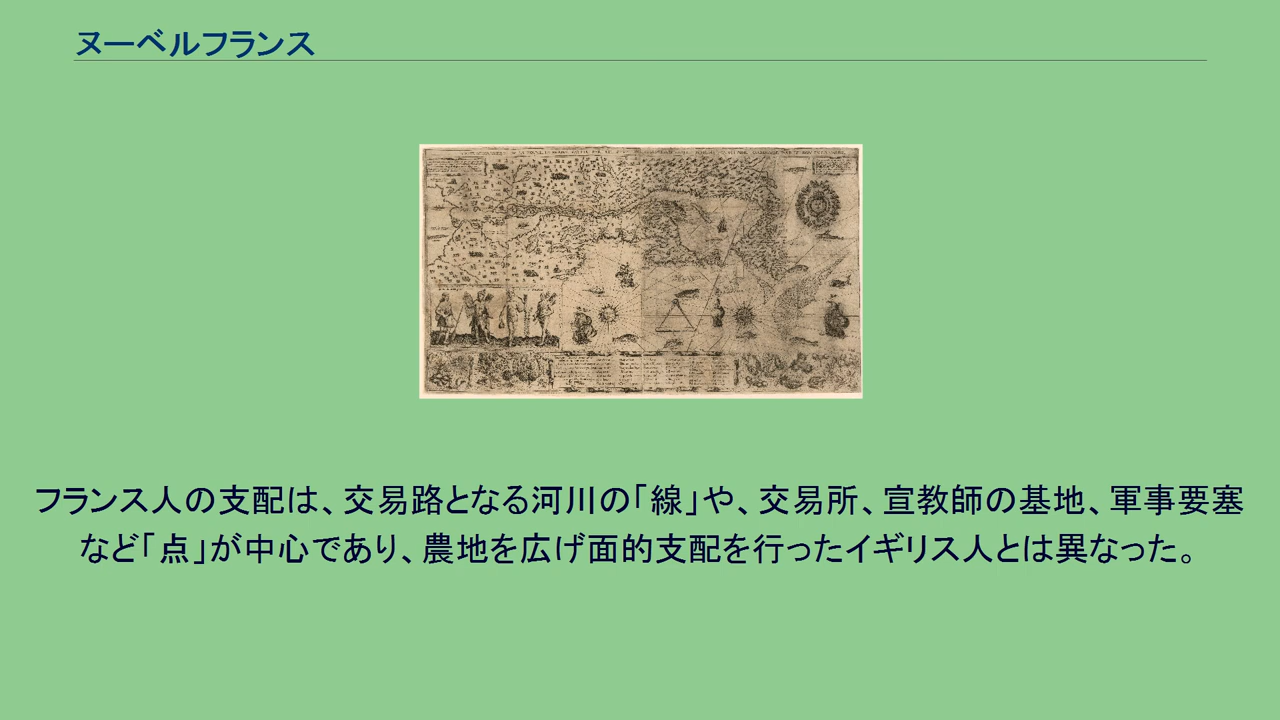 ヌーベルフランス
フランス人の支配は、交易路となる河川の「線」や、交易所、宣教師の基地、軍事要塞
など「点」が中心であり、農地を広げ面的支配を行ったイギリス人とは異なった。